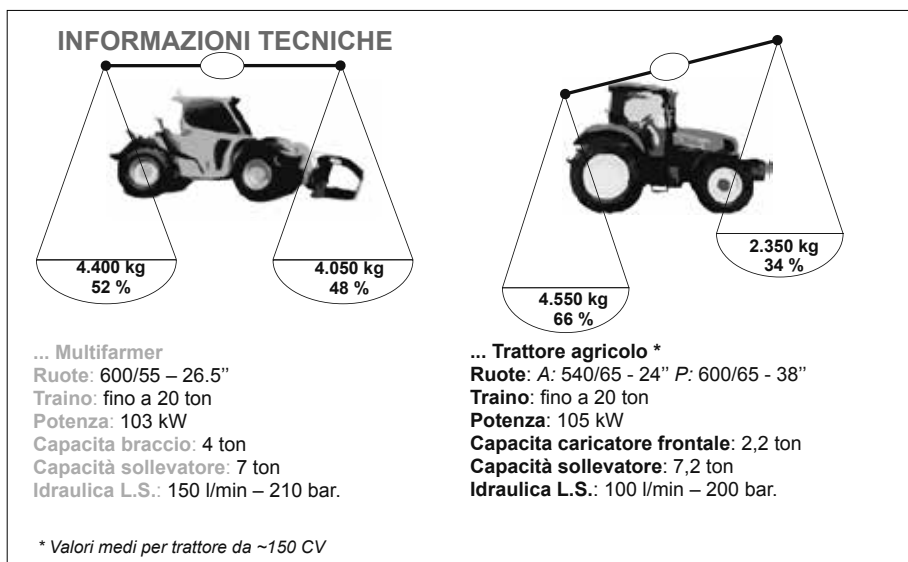 INFORMAZIONI TECNICHE
4.400 kg
52 %
4.050 kg
48 %
4.550 kg
66 %
2.350 kg
34 %
... Multifarmer
Ruote: 600/55 – 26.5’’
Traino: fino a 20 ton
Potenza: 103 kW
Capacita braccio: 4 ton
Capacità sollevatore: 7 ton
Idraulica L.S.: 150 l/min – 210 bar.
... Trattore agricolo *
Ruote: A: 540/65 - 24’’ P: 600/65 - 38’’
Traino: fino a 20 ton
Potenza: 105 kW
Capacita caricatore frontale: 2,2 ton
Capacità sollevatore: 7,2 ton
Idraulica L.S.: 100 l/min – 200 bar.
* Valori medi per trattore da ~150 CV